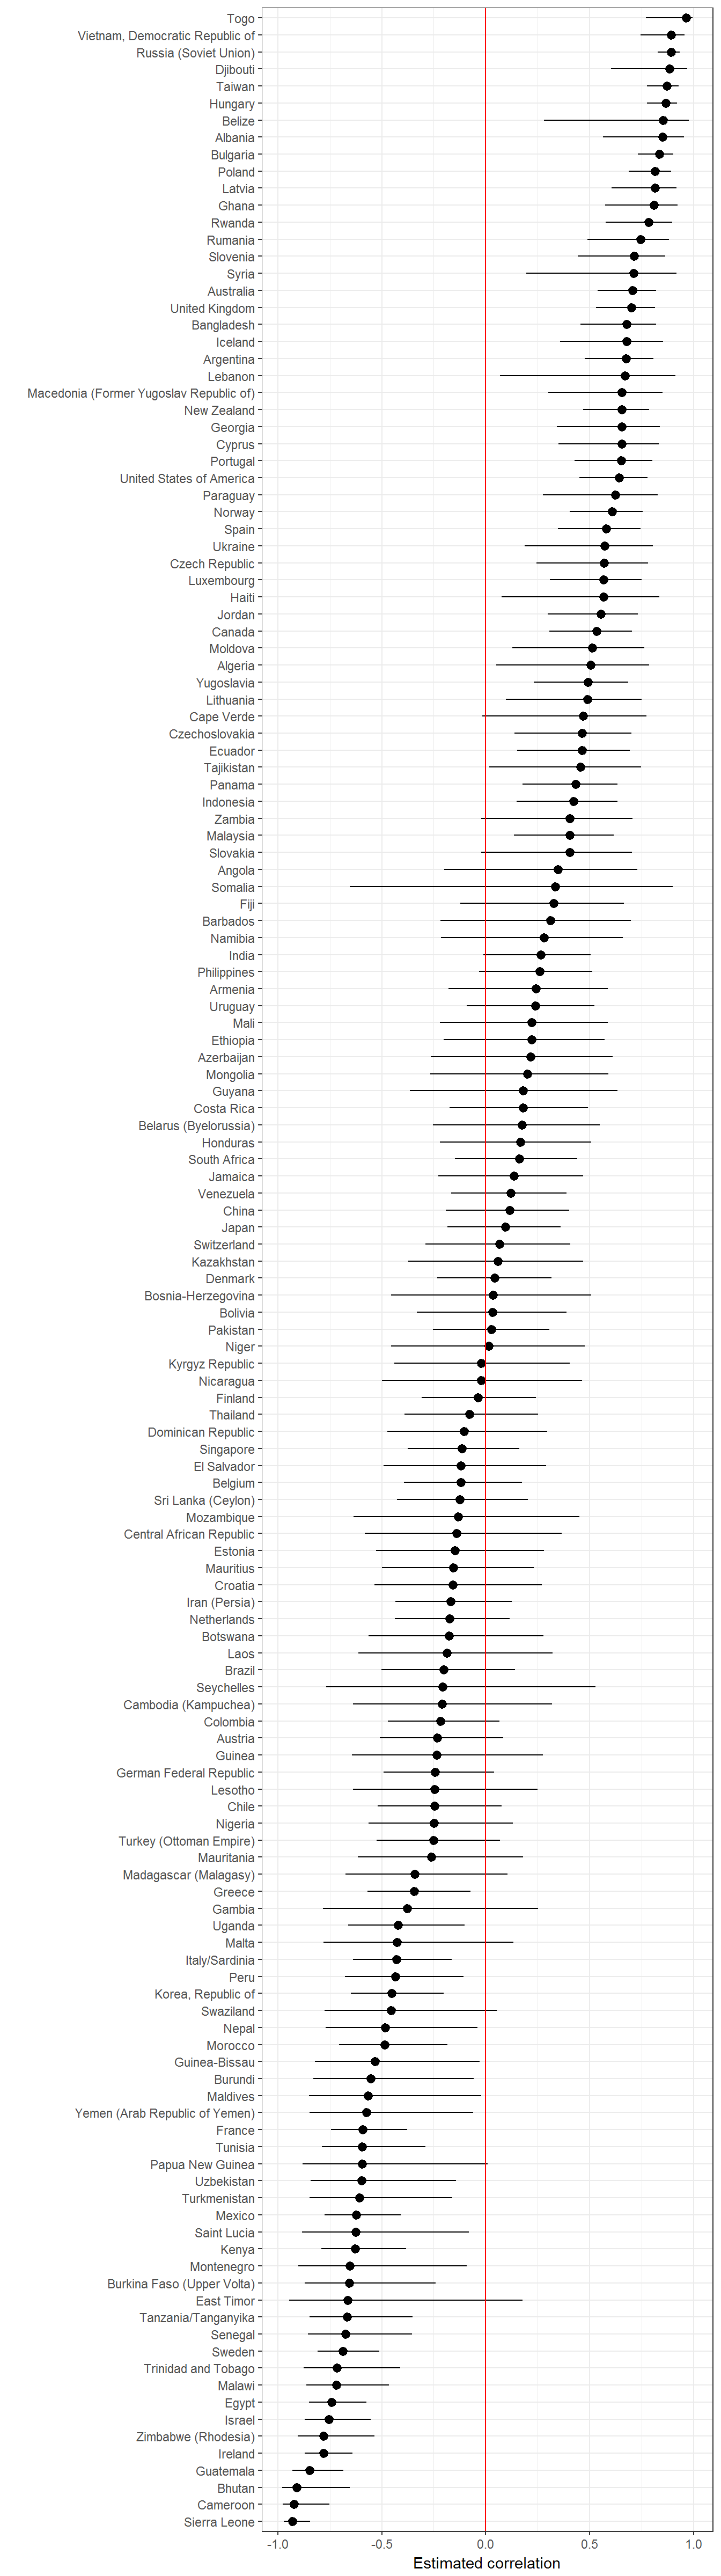 Togo
Vietnam, Democratic Republic of
Russia (Soviet Union)
Djibouti
Taiwan
Hungary
Belize
Albania
Bulgaria
Poland
Latvia
Ghana
Rwanda
Rumania
Slovenia
Syria
Australia
United Kingdom
Bangladesh
Iceland
Argentina
Lebanon
Macedonia (Former Yugoslav Republic of)
New Zealand
Georgia
Cyprus
Portugal
United States of America
Paraguay
Norway
Spain
Ukraine
Czech Republic
Luxembourg
Haiti
Jordan
Canada
Moldova
Algeria
Yugoslavia
Lithuania
Cape Verde
Czechoslovakia
Ecuador
Tajikistan
Panama
Indonesia
Zambia
Malaysia
Slovakia
Angola
Somalia
Fiji
Barbados
Namibia
India
Philippines
Armenia
Uruguay
Mali
Ethiopia
Azerbaijan
Mongolia
Guyana
Costa Rica
Belarus (Byelorussia)
Honduras
South Africa
Jamaica
Venezuela
China
Japan
Switzerland
Kazakhstan
Denmark
Bosnia-Herzegovina
Bolivia
Pakistan
Niger
Kyrgyz Republic
Nicaragua
Finland
Thailand
Dominican Republic
Singapore
El Salvador
Belgium
Sri Lanka (Ceylon)
Mozambique
Central African Republic
Estonia
Mauritius
Croatia
Iran (Persia)
Netherlands
Botswana
Laos
Brazil
Seychelles
Cambodia (Kampuchea)
Colombia
Austria
Guinea
German Federal Republic
Lesotho
Chile
Nigeria
Turkey (Ottoman Empire)
Mauritania
Madagascar (Malagasy)
Greece
Gambia
Uganda
Malta
Italy/Sardinia
Peru
Korea, Republic of
Swaziland
Nepal
Morocco
Guinea-Bissau
Burundi
Maldives
Yemen (Arab Republic of Yemen)
France
Tunisia
Papua New Guinea
Uzbekistan
Turkmenistan
Mexico
Saint Lucia
Kenya
Montenegro
Burkina Faso (Upper Volta)
East Timor
Tanzania/Tanganyika
Senegal
Sweden
Trinidad and Tobago
Malawi
Egypt
Israel
Zimbabwe (Rhodesia)
Ireland
Guatemala
Bhutan
Cameroon
Sierra Leone
-1.0 -0.5 0.0 0.5 1.0
Estimated correlation